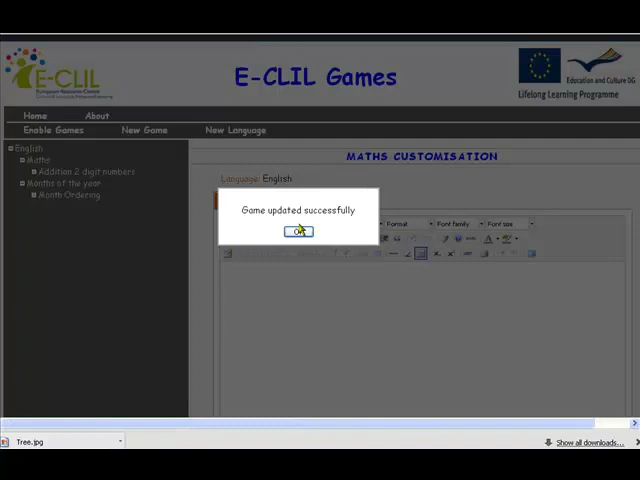 E-CLIL
E-CLIL Games
Education and Culture DG
Lifelong Learning Programme
Home About
Enable Games New Game New Language
English
Maths
Addition 2 digit numbers
Months of the year
Month Ordering
MATHS CUSTOMISATION
Language: English
Game updated successfully
Format Font family Font size
Tree.jpg
Show all downloads...